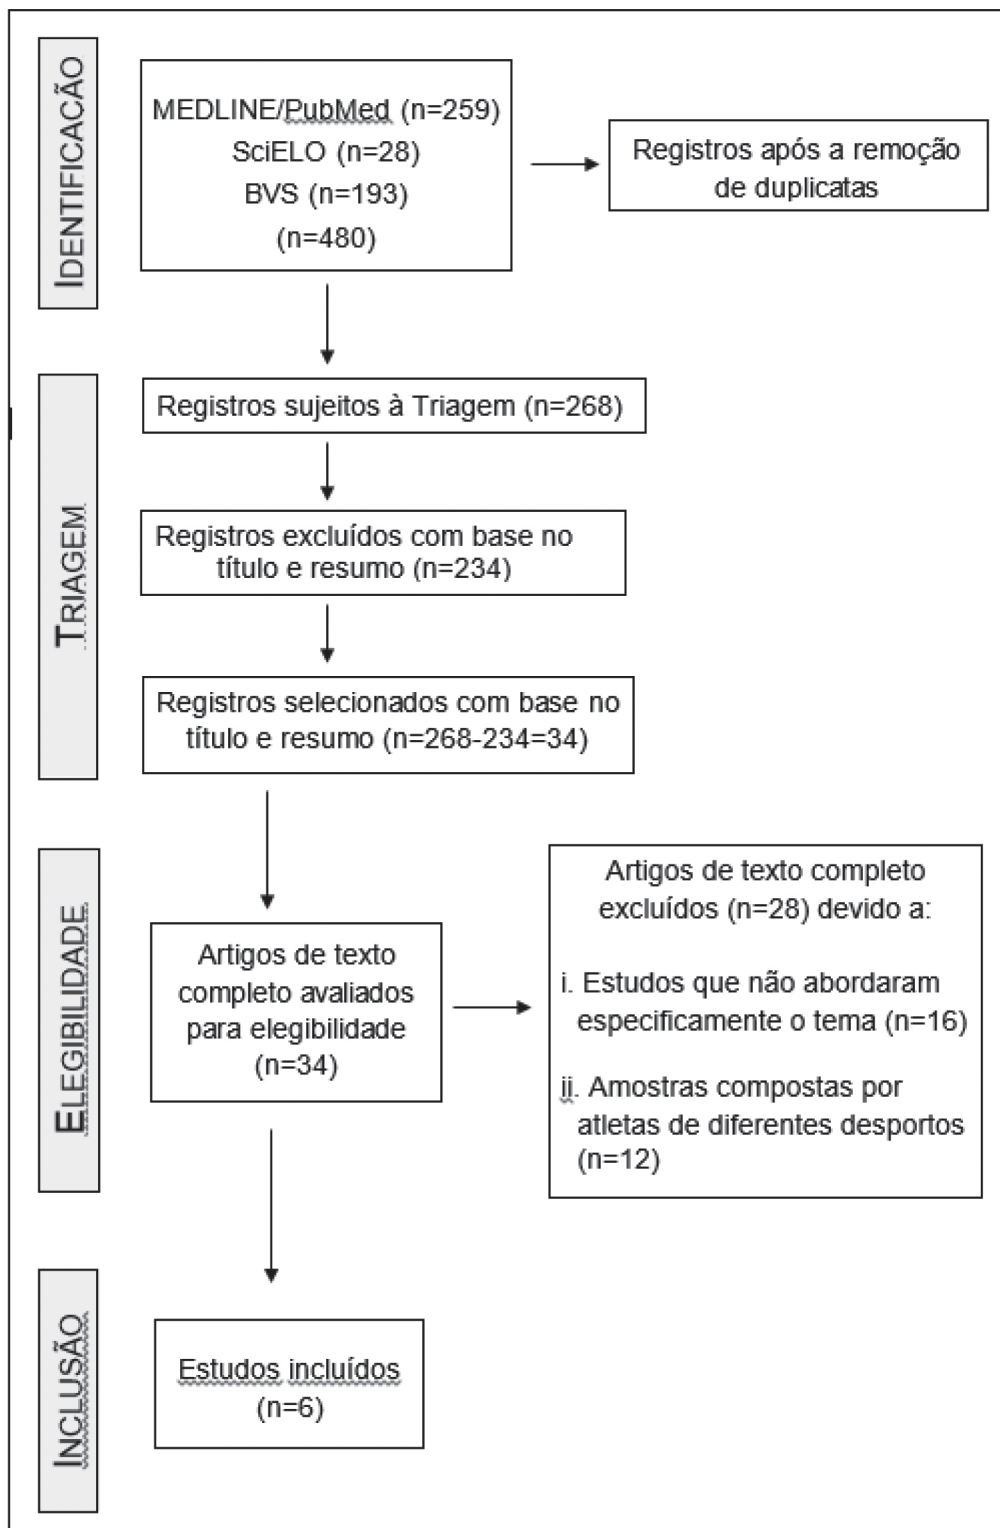 IDENTIFICAÇÃO
MEDLINE/PubMed (n=259)
SciELO (n=28)
BVS (n=193)
(n=480)
Registros após a remoção
de duplicatas
TRIAGEM
Registros sujeitos à Triagem (n=268)
Registros excluídos com base no
título e resumo (n=234)
Registros selecionados com base no
título e resumo (n=268-234=34)
ELEGIBILIDADE
Artigos de texto
completo avaliados
para elegibilidade
(n=34)
Artigos de texto completo
excluídos (n=28) devido a:
i. Estudos que não abordaram
especificamente o tema (n=16)
ii. Amostras compostas por
atletas de diferentes desportos
(n=12)
INCLUSÃO
Estudos incluídos
(n=6)